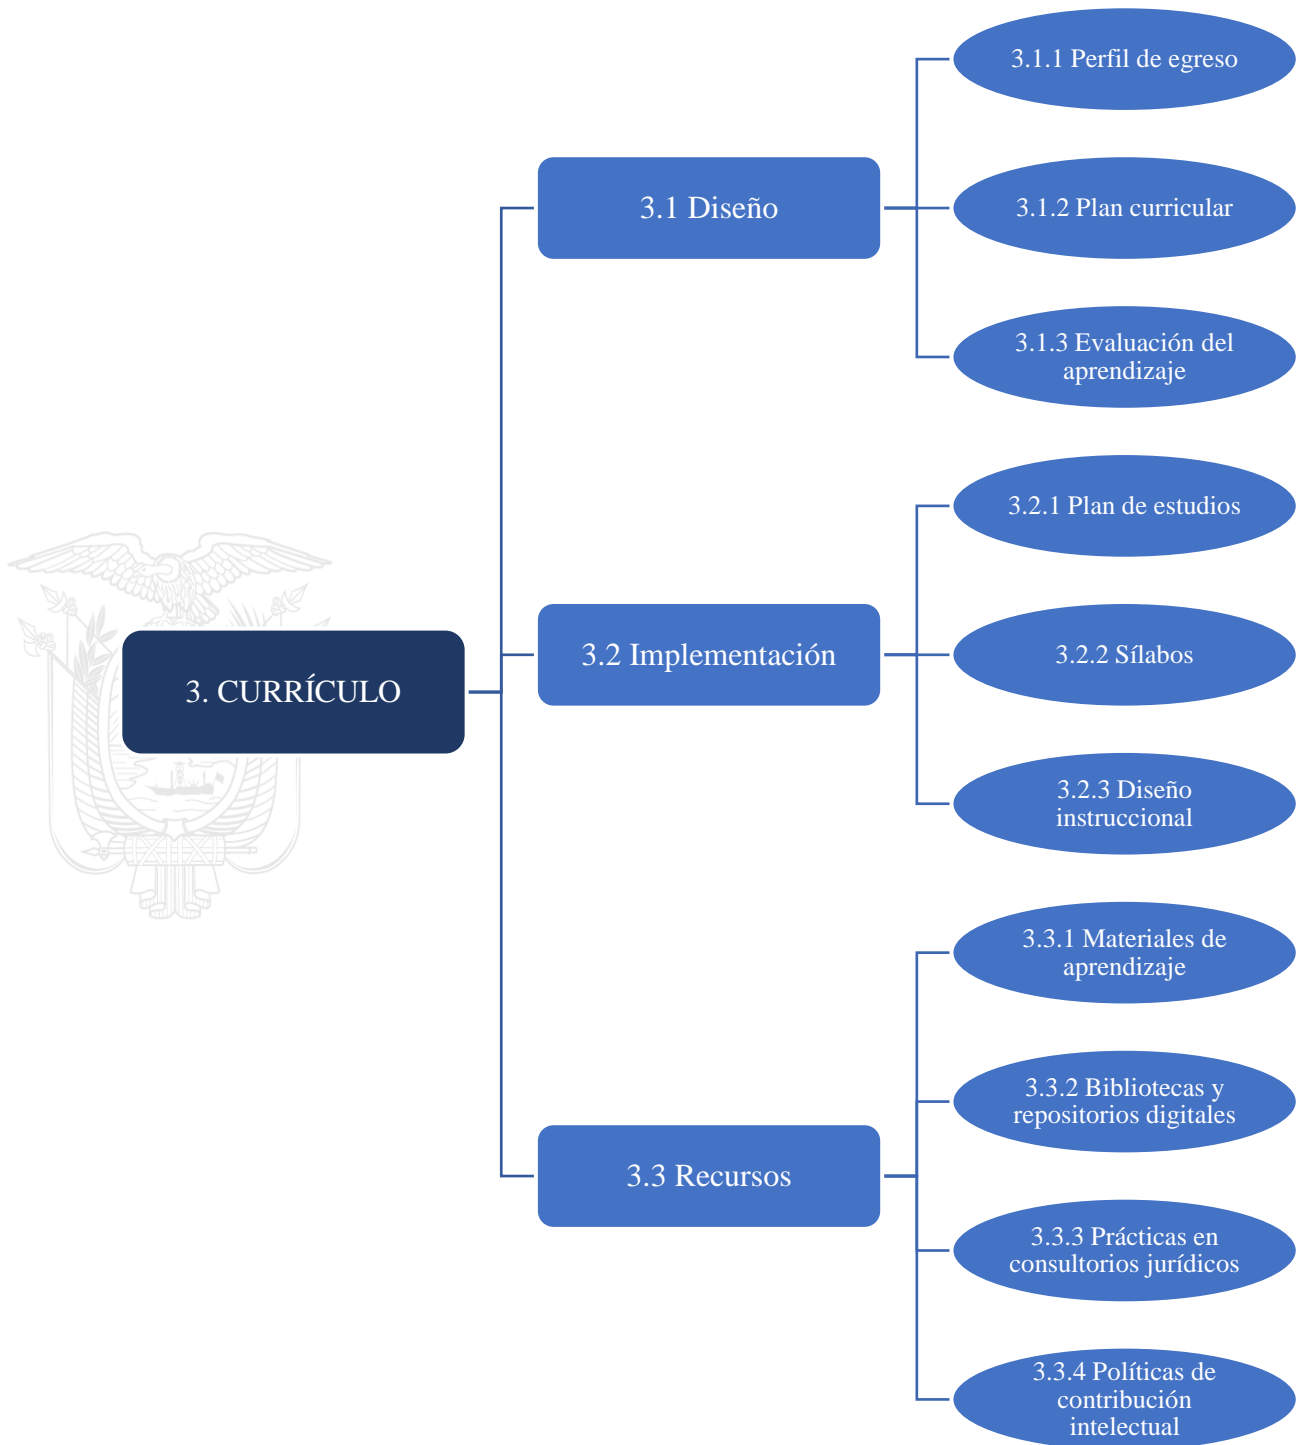 3. CURRÍCULO
3.1 Diseño
3.1.1 Perfil de egreso
3.1.2 Plan curricular
3.1.3 Evaluación del
aprendizaje
3.2 Implementación
3.2.1 Plan de estudios
3.2.2 Sílabos
3.2.3 Diseño
instruccional
3.3 Recursos
3.3.1 Materiales de
aprendizaje
3.3.2 Bibliotecas y
repositorios digitales
3.3.3 Prácticas en
consultorios jurídicos
3.3.4 Políticas de
contribución
intelectual